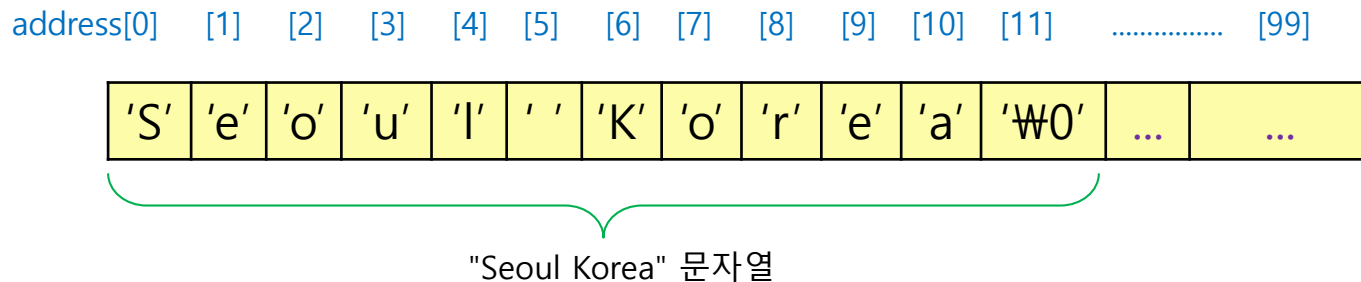 address[0] [1] [2] [3] [4] [5] [6] [7] [8] [9] [10] [11] ................ [99]
'S' 'e' 'o' 'u' 'l' ' ' 'K' 'o' 'r' 'e' 'a' '₩0' ... ...
"Seoul Korea" 문자열